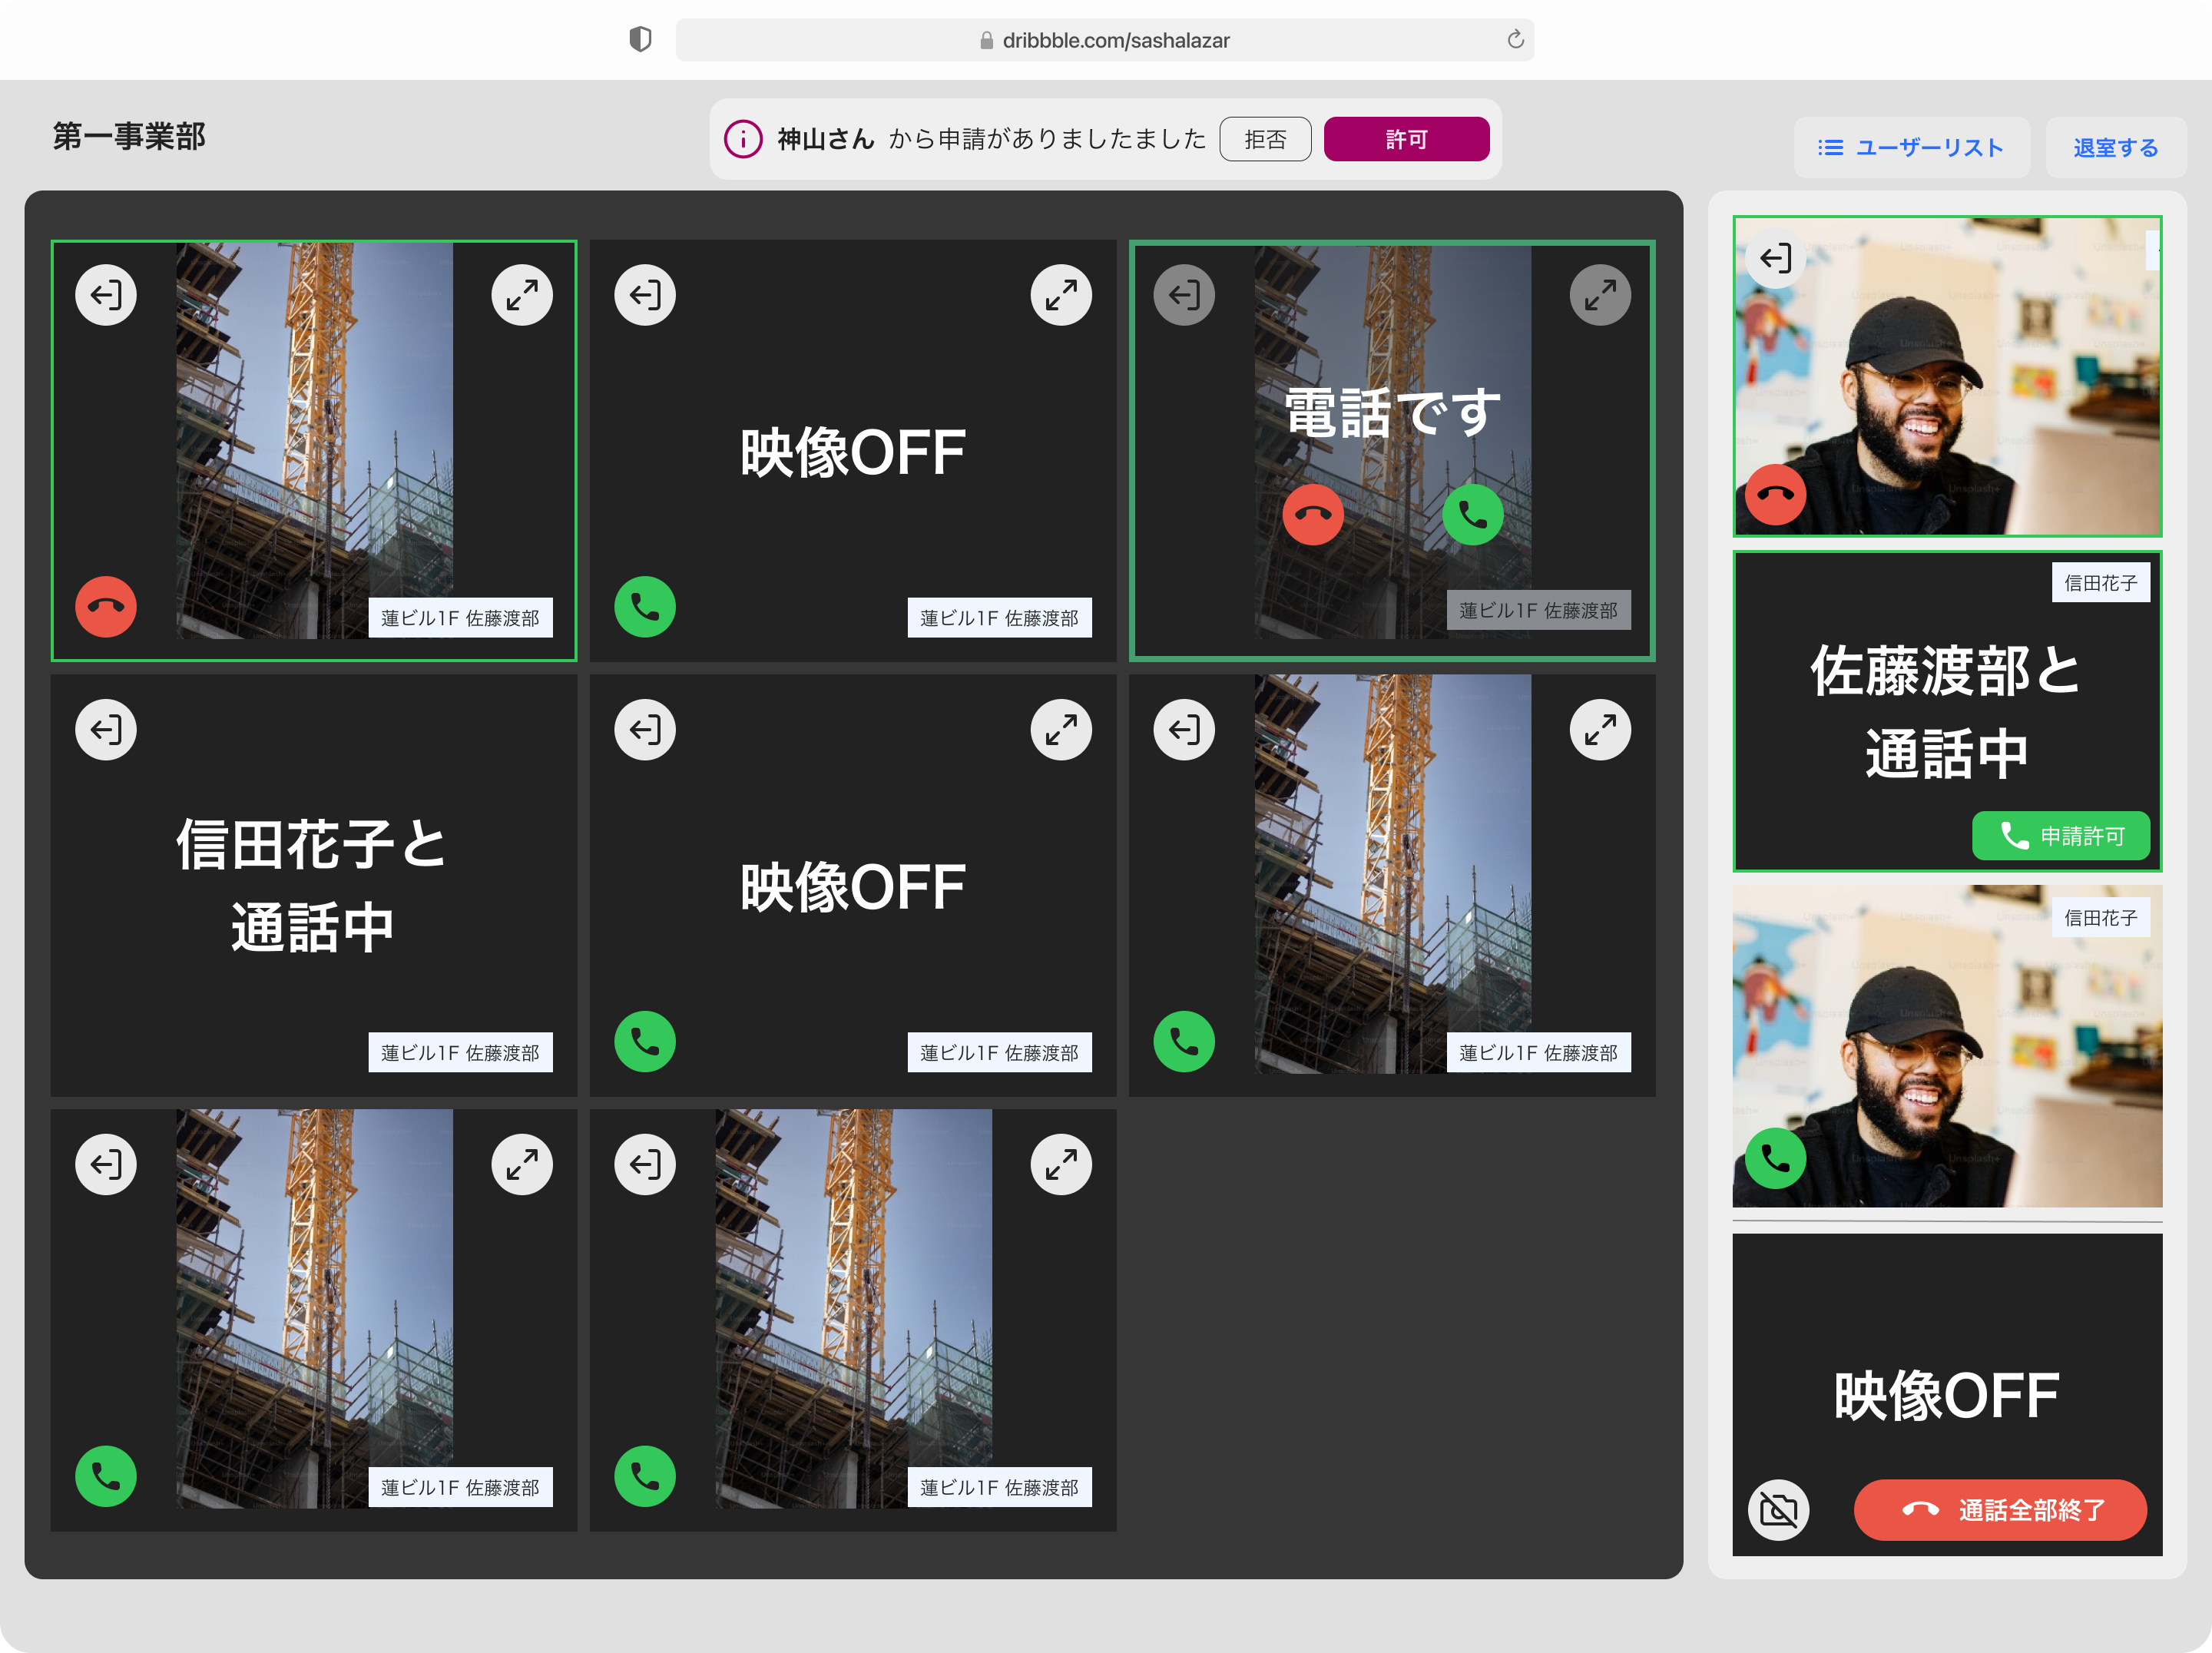 dribbble.com/sashalazar
第一事業部
神山さん から申請がありましたました
拒否
許可
ユーザーリスト
退室する
蓮ビル1F 佐藤渡部
映像OFF
蓮ビル1F 佐藤渡部
電話です
蓮ビル1F 佐藤渡部
信田花子と
通話中
蓮ビル1F 佐藤渡部
映像OFF
蓮ビル1F 佐藤渡部
蓮ビル1F 佐藤渡部
蓮ビル1F 佐藤渡部
蓮ビル1F 佐藤渡部
信田花子
佐藤渡部と
通話中
申請許可
信田花子
映像OFF
通話全部終了